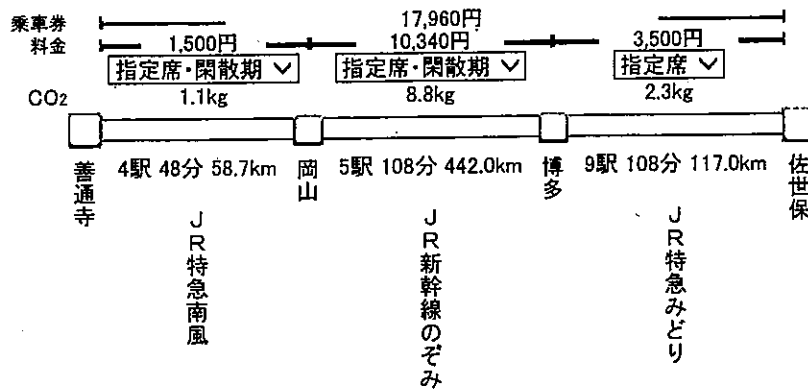 乗車券 17,960円
料金 1,500円 10,340円 3,500円
指定席・閑散期 指定席・閑散期 指定席
CO2 1.1kg 8.8kg 2.3kg
善通寺 4駅 48分 58.7km 岡山 5駅 108分 442.0km 博多 9駅 108分 117.0km 佐世保
JR特急南風 JR新幹線のぞみ JR特急みどり